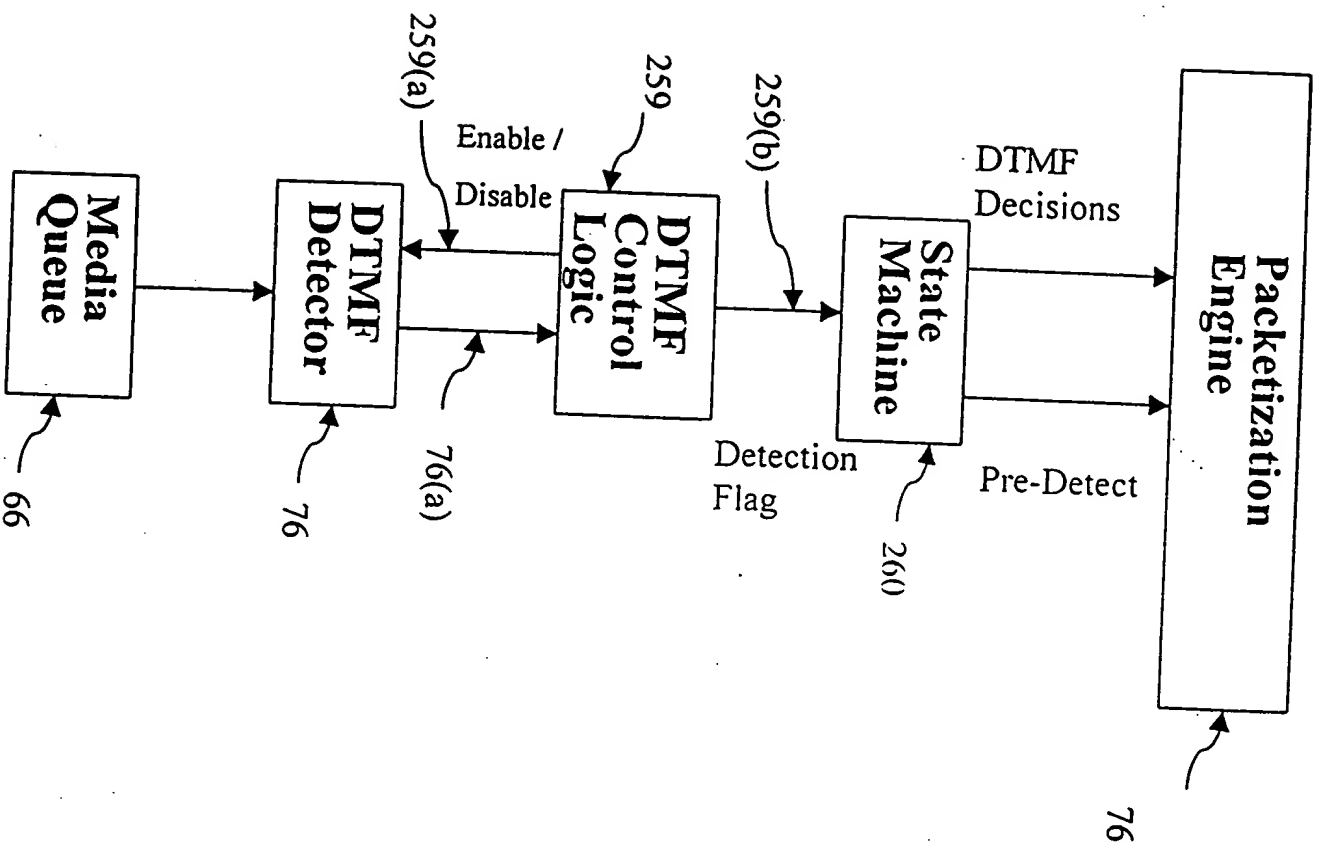 Media
Queue
66
DTMF
Detector
76
259(a)
Enable /
Disable
76(a)
259
DTMF
Control
Logic
259(b)
Detection
Flag
State
Machine
260
DTMF
Decisions
Pre-Detect
Packetization
Engine
76